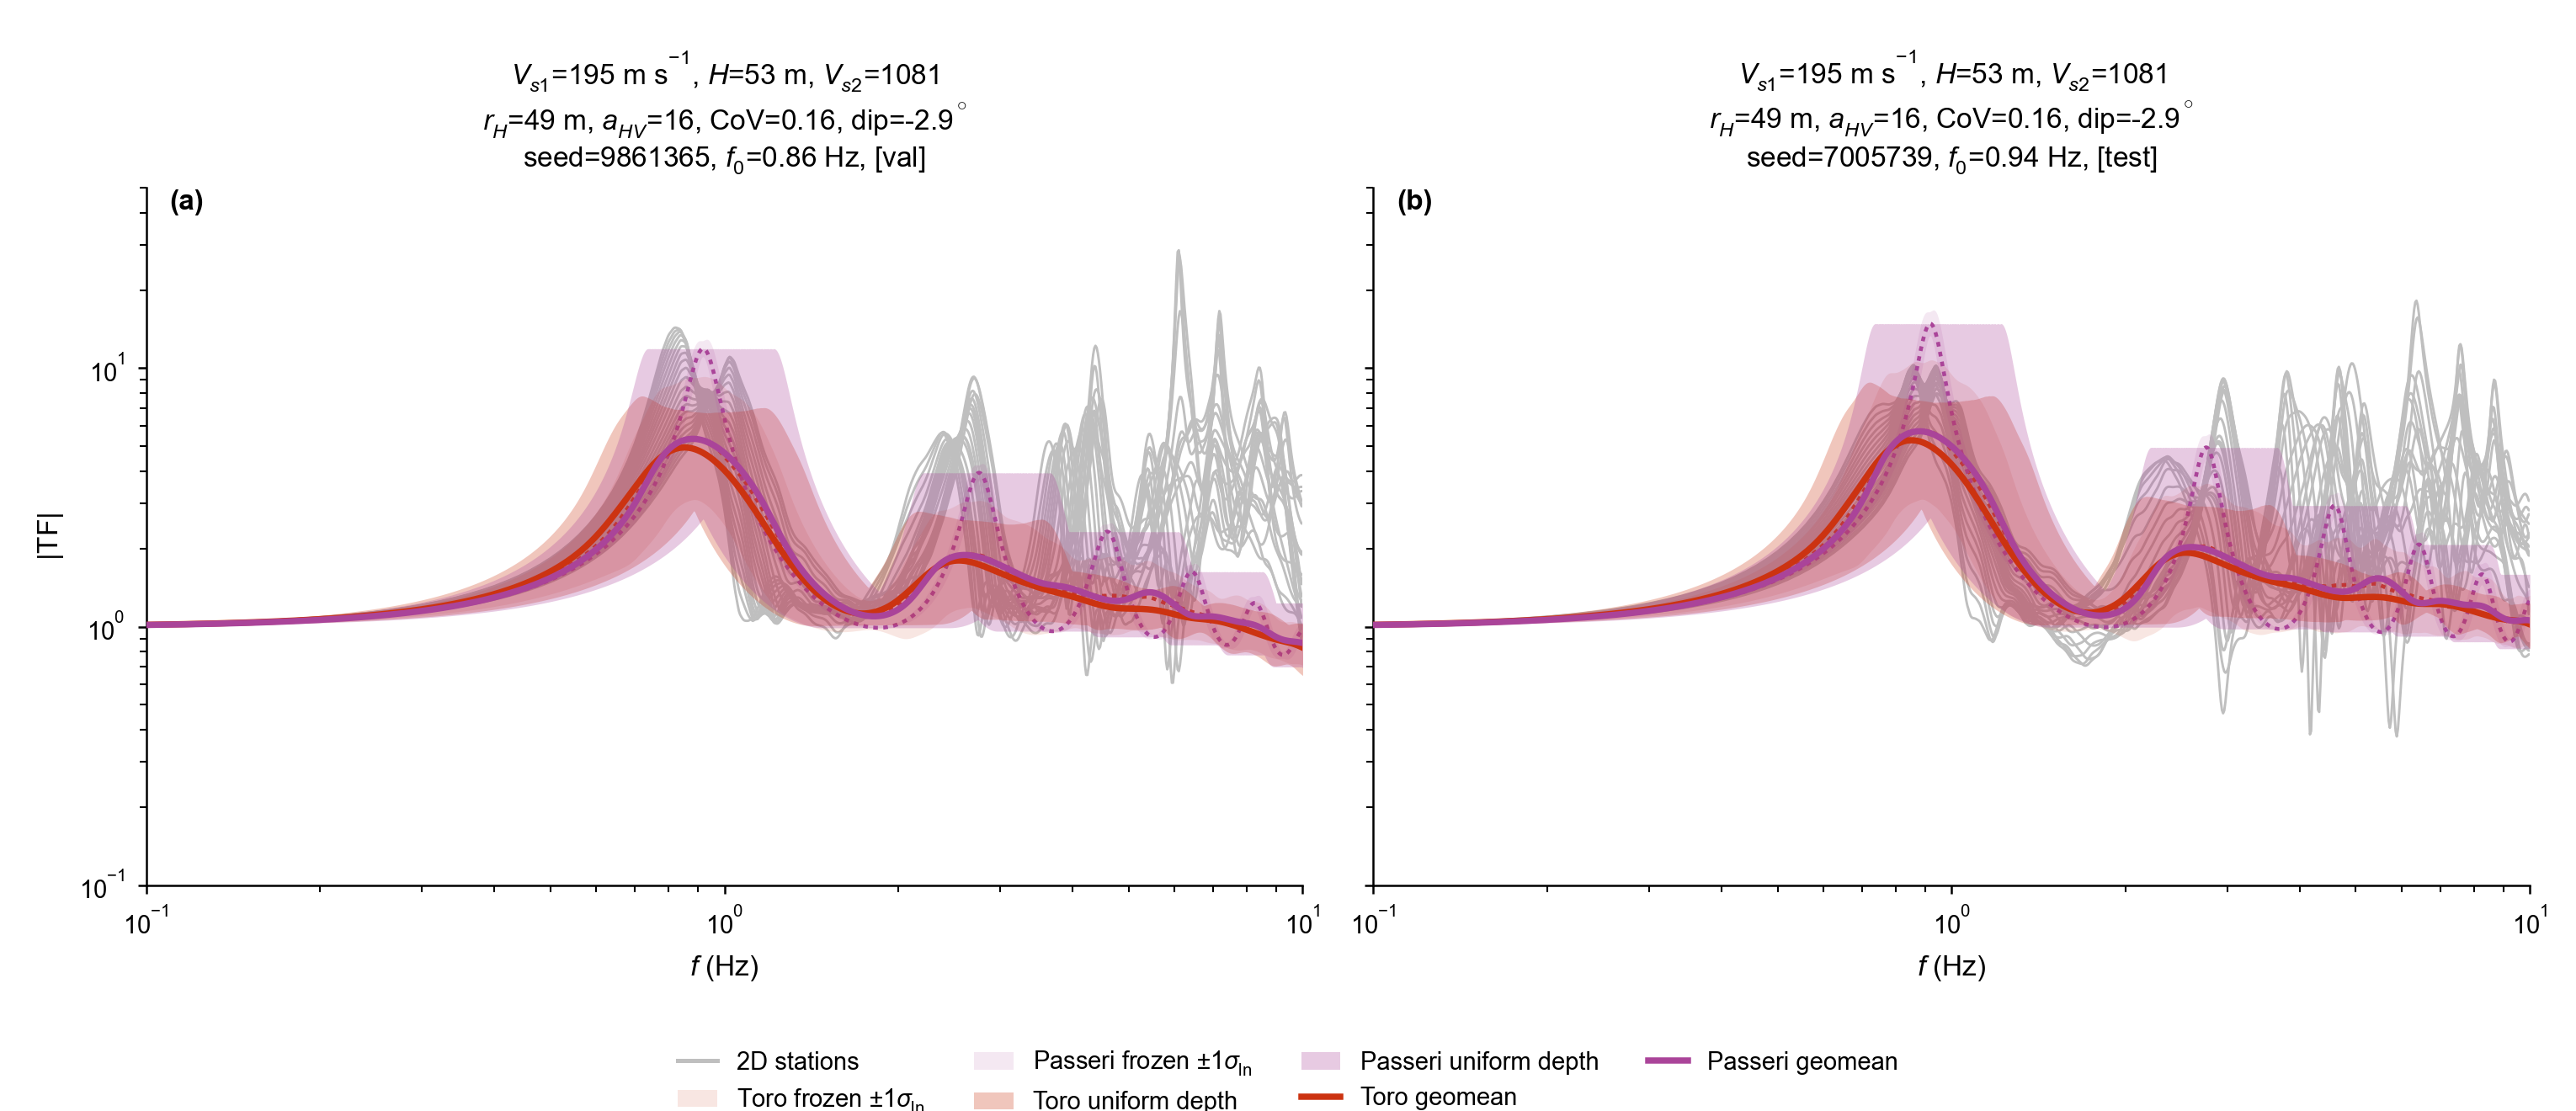 V_s1=195 m s^−1, H=53 m, V_s2=1081
r_H=49 m, a_HV=16, CoV=0.16, dip=-2.9°
seed=9861365, f_0=0.86 Hz, [val]
(a)
|TF|
10^1
10^0
10^−1
10^−1
10^0
10^1
f (Hz)
V_s1=195 m s^−1, H=53 m, V_s2=1081
r_H=49 m, a_HV=16, CoV=0.16, dip=-2.9°
seed=7005739, f_0=0.94 Hz, [test]
(b)
10^−1
10^0
10^1
f (Hz)
2D stations
Toro frozen ±1σ_ln
Passeri frozen ±1σ_ln
Toro uniform depth
Passeri uniform depth
Toro geomean
Passeri geomean